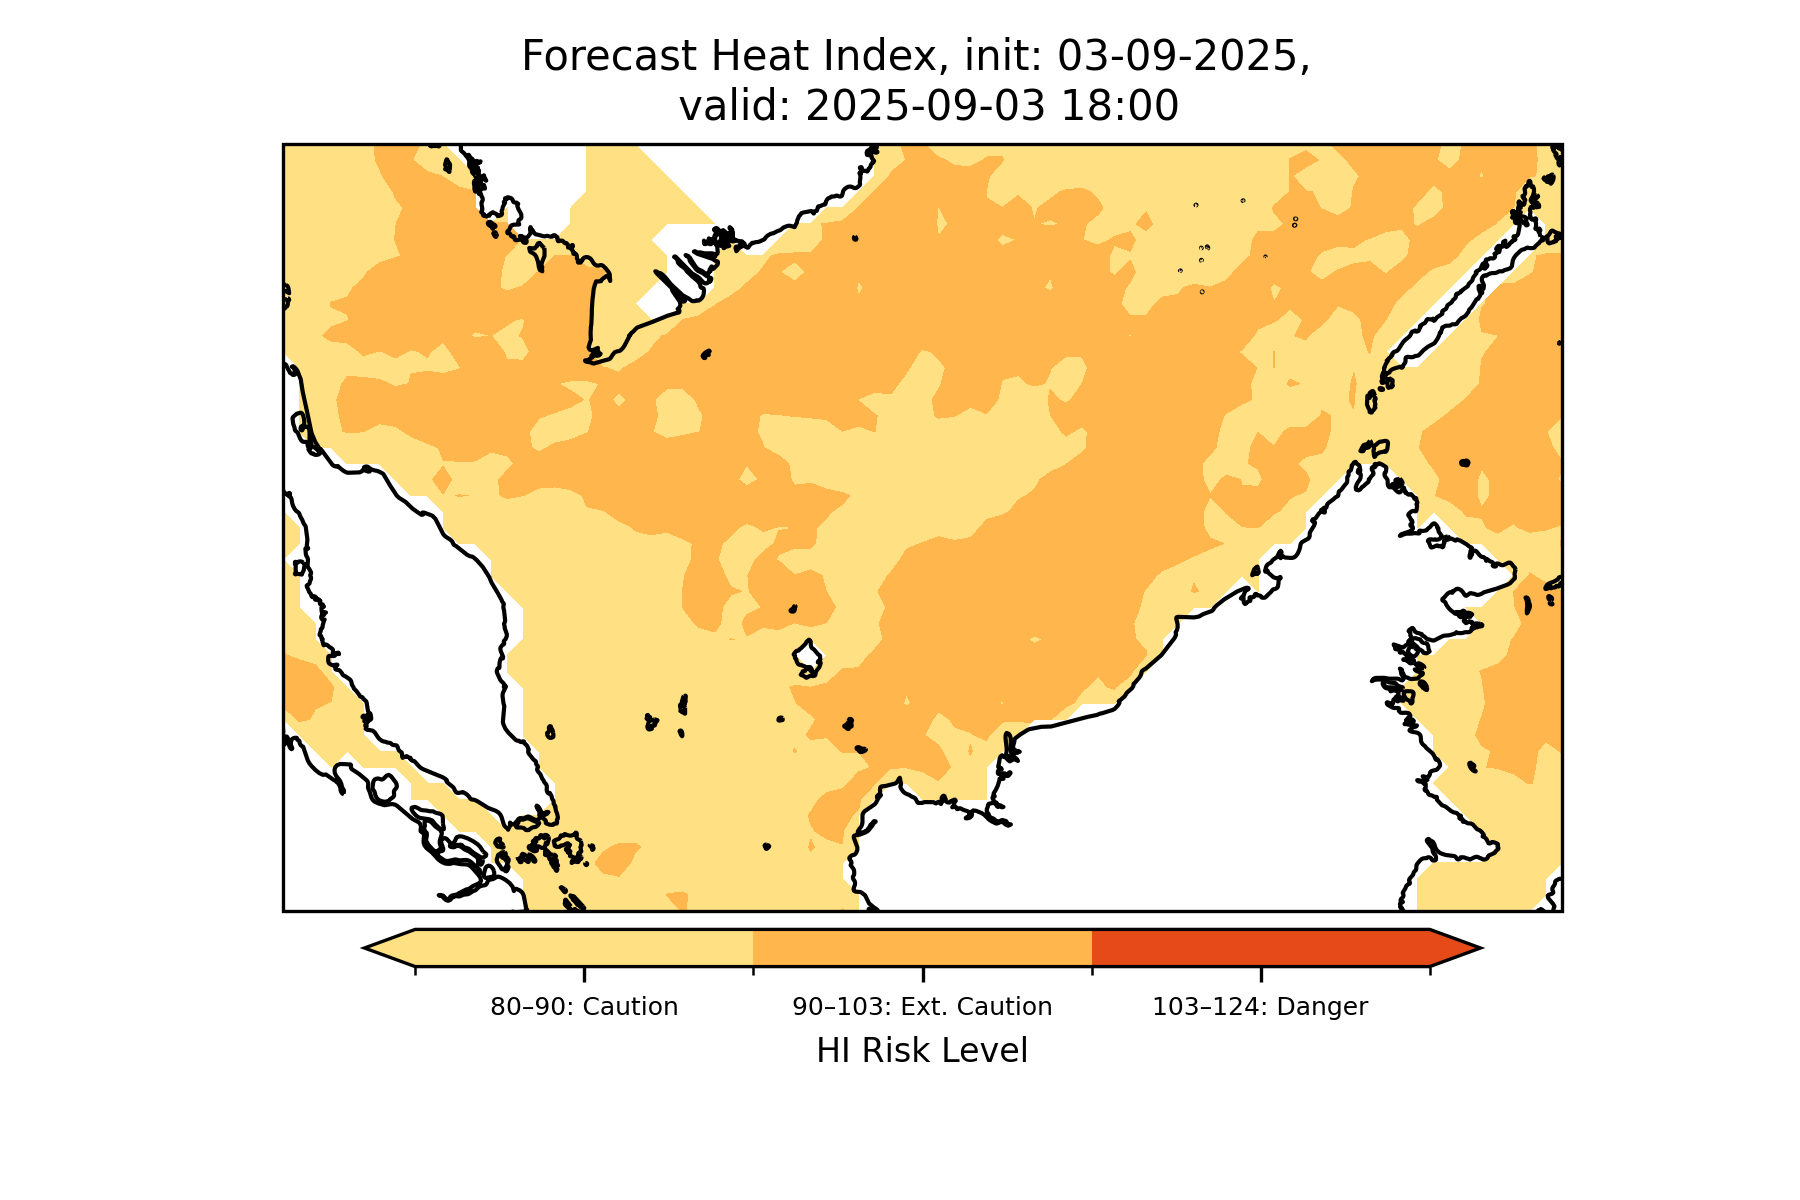 Forecast Heat Index, init: 03-09-2025,
valid: 2025-09-03 18:00
80–90: Caution
90–103: Ext. Caution
103–124: Danger
HI Risk Level